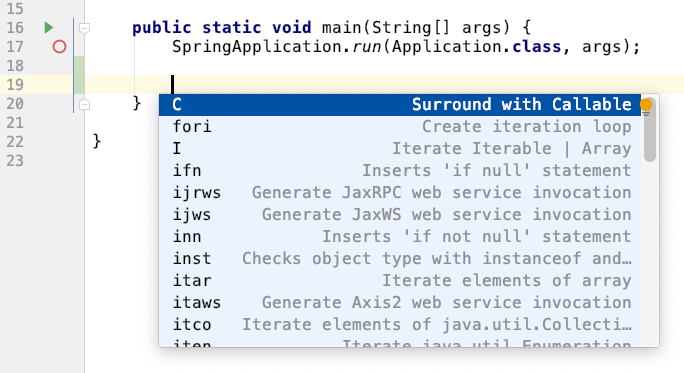 15
16 public static void main(String[] args) {
17 SpringApplication.run(Application.class, args);
18
19
20 }
21
22 }
23
C Surround with Callable
fori Create iteration loop
I Iterate Iterable | Array
ifn Inserts 'if null' statement
ijrws Generate JaxRPC web service invocation
ijws Generate JaxWS web service invocation
inn Inserts 'if not null' statement
inst Checks object type with instanceof and…
itar Iterate elements of array
itaws Generate Axis2 web service invocation
itco Iterate elements of java.util.Collecti…
iten Iterate java.util.Enumeration